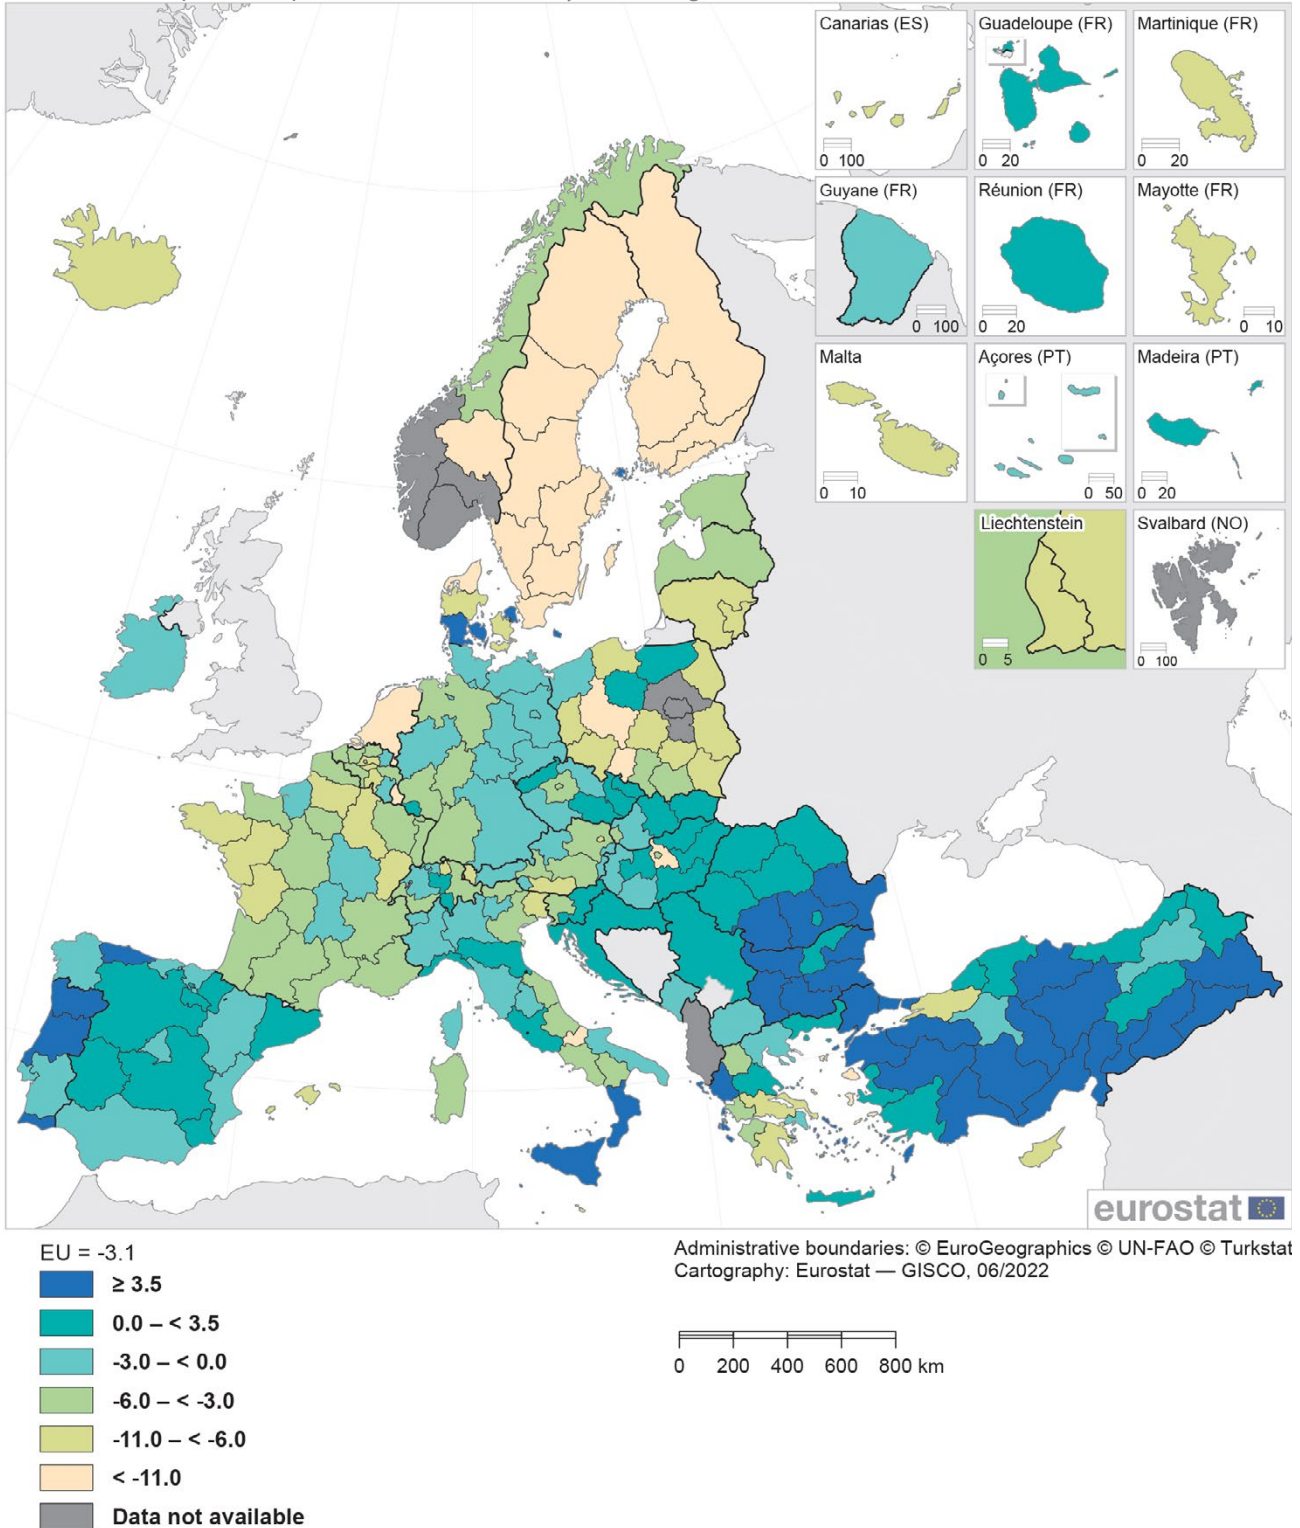 Canarias (ES)
0 100
Guadeloupe (FR)
0 20
Martinique (FR)
0 20
Guyane (FR)
0 100
Réunion (FR)
0 20
Mayotte (FR)
0 10
Malta
0 10
Açores (PT)
0 50
Madeira (PT)
0 20
Liechtenstein
0 5
Svalbard (NO)
0 100
eurostat
EU = -3.1
≥ 3.5
0.0 – < 3.5
-3.0 – < 0.0
-6.0 – < -3.0
-11.0 – < -6.0
< -11.0
Data not available
Administrative boundaries: © EuroGeographics © UN-FAO © Turkstat
Cartography: Eurostat — GISCO, 06/2022
0 200 400 600 800 km